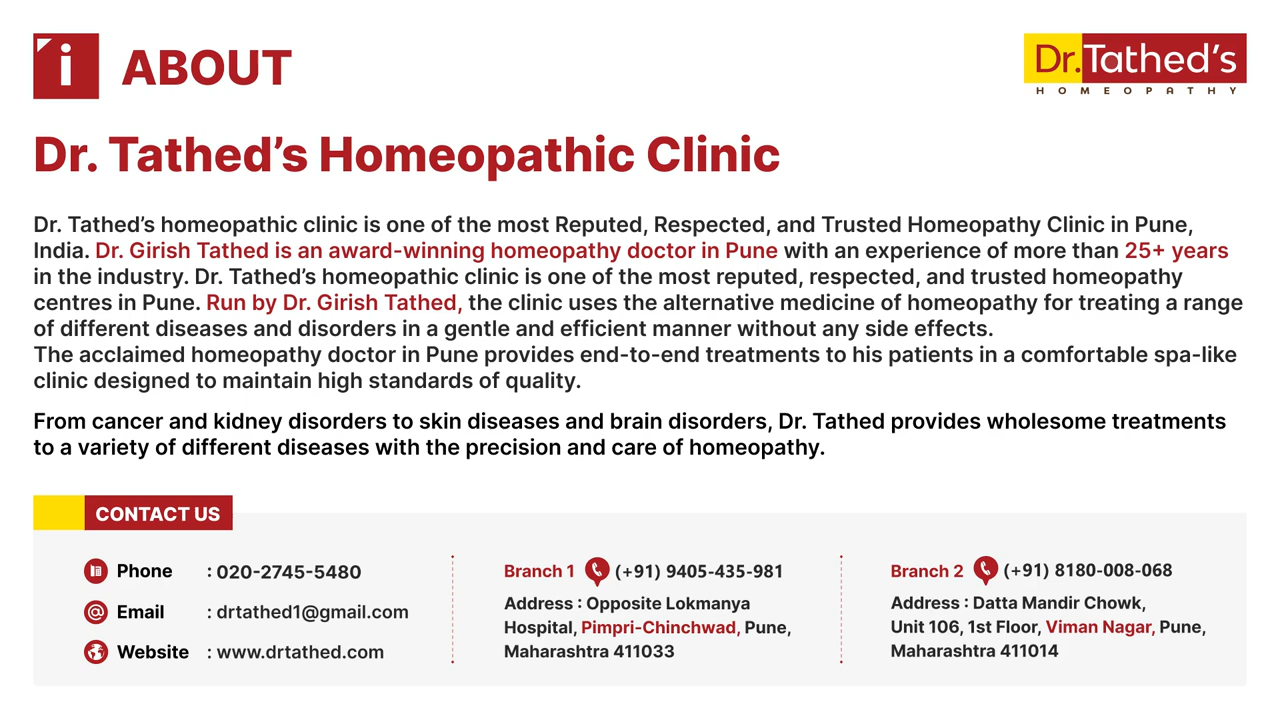 i ABOUT
Dr. Tathed's
HOMEOPATHY
Dr. Tathed’s Homeopathic Clinic
Dr. Tathed’s homeopathic clinic is one of the most Reputed, Respected, and Trusted Homeopathy Clinic in Pune,
India. Dr. Girish Tathed is an award-winning homeopathy doctor in Pune with an experience of more than 25+ years
in the industry. Dr. Tathed’s homeopathic clinic is one of the most reputed, respected, and trusted homeopathy
centres in Pune. Run by Dr. Girish Tathed, the clinic uses the alternative medicine of homeopathy for treating a range
of different diseases and disorders in a gentle and efficient manner without any side effects.
The acclaimed homeopathy doctor in Pune provides end-to-end treatments to his patients in a comfortable spa-like
clinic designed to maintain high standards of quality.
From cancer and kidney disorders to skin diseases and brain disorders, Dr. Tathed provides wholesome treatments
to a variety of different diseases with the precision and care of homeopathy.
CONTACT US
Phone : 020-2745-5480
Email : drtathed1@gmail.com
Website : www.drtathed.com
Branch 1 (+91) 9405-435-981
Address : Opposite Lokmanya
Hospital, Pimpri-Chinchwad, Pune,
Maharashtra 411033
Branch 2 (+91) 8180-008-068
Address : Datta Mandir Chowk,
Unit 106, 1st Floor, Viman Nagar, Pune,
Maharashtra 411014